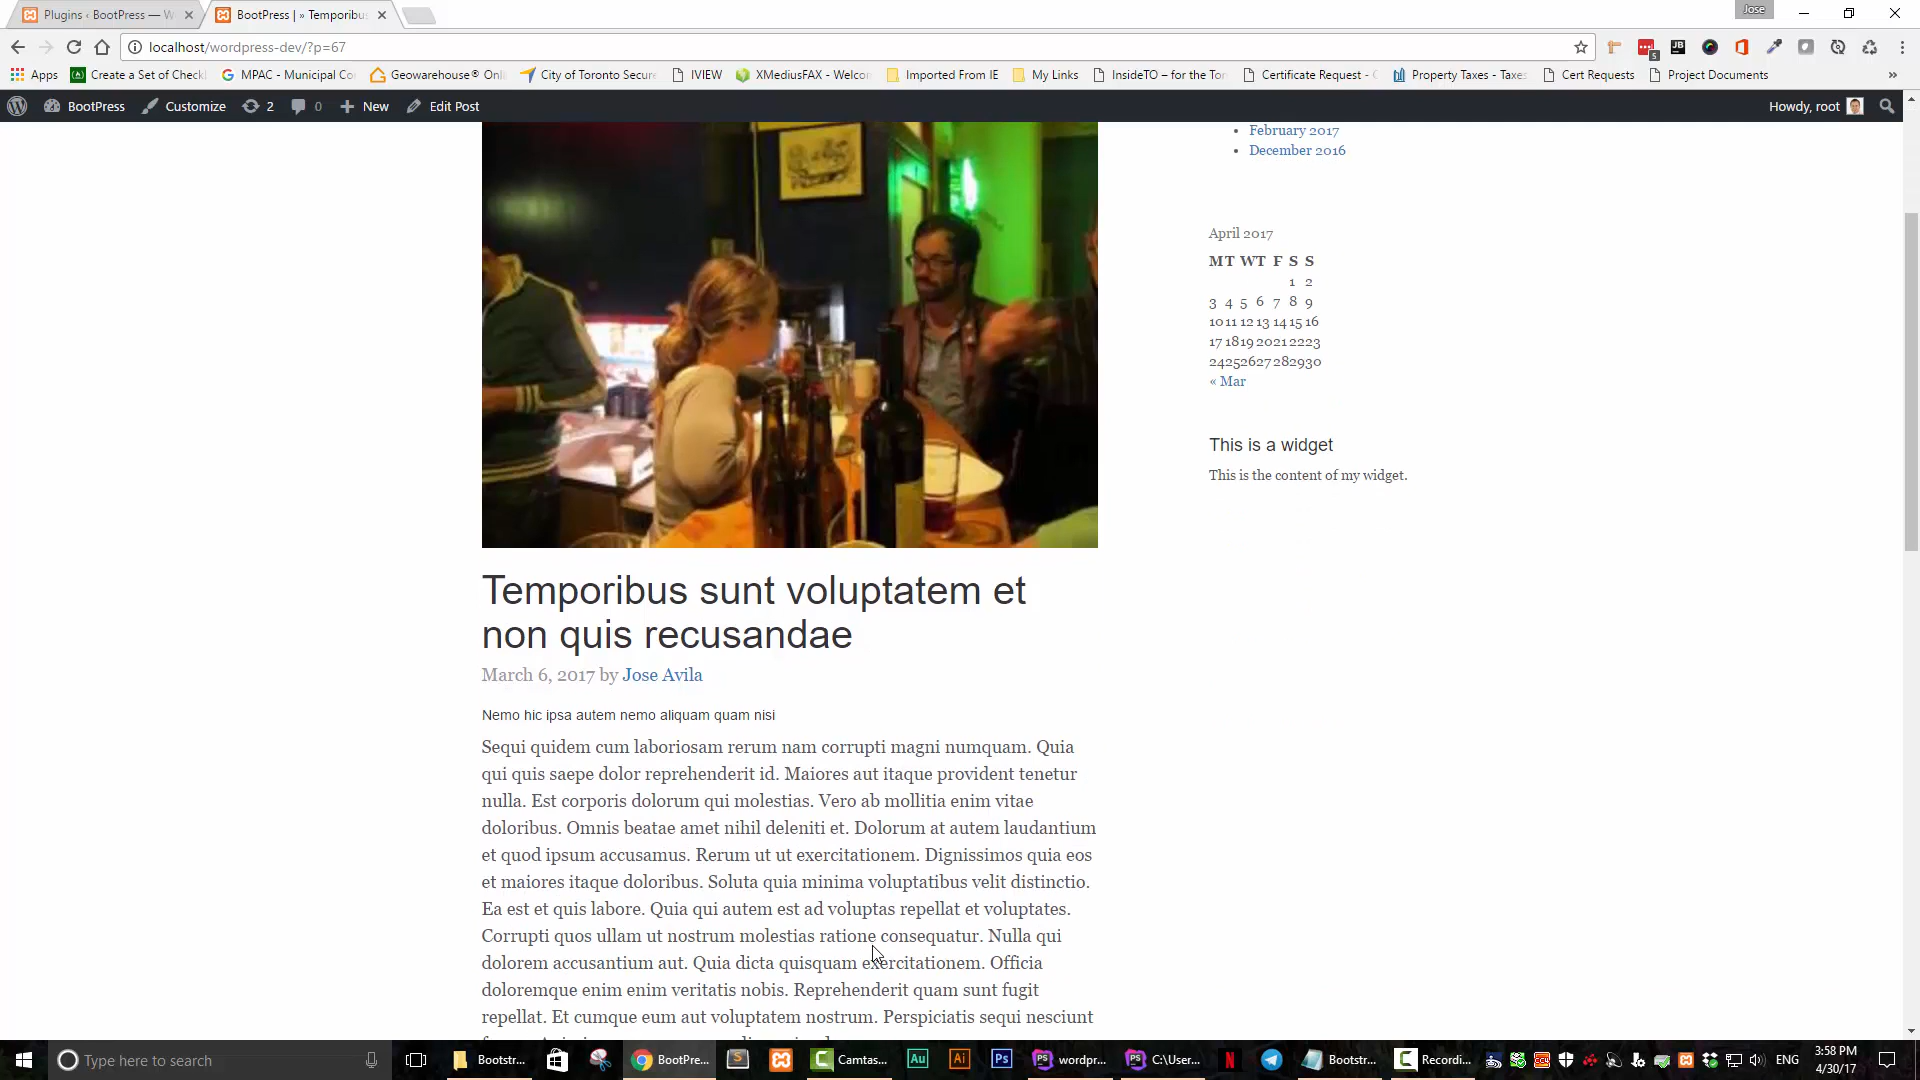 Plugins ‹ BootPress — W
BootPress | » Temporibus
Jose
localhost/wordpress-dev/?p=67
Apps
Create a Set of Check
MPAC - Municipal Co
Geowarehouse® Onl
City of Toronto Secure
IVIEW
XMediusFAX - Welcon
Imported From IE
My Links
InsideTO – for the Tor
Certificate Request - C
Property Taxes - Taxes
Cert Requests
Project Documents
»
BootPress
Customize
2
0
New
Edit Post
Howdy, root
February 2017
December 2016
April 2017
M T W T F S S
1 2
3 4 5 6 7 8 9
10 11 12 13 14 15 16
17 18 19 20 21 22 23
24 25 26 27 28 29 30
« Mar
This is a widget
This is the content of my widget.
Temporibus sunt voluptatem et
non quis recusandae
March 6, 2017 by Jose Avila
Nemo hic ipsa autem nemo aliquam quam nisi
Sequi quidem cum laboriosam rerum nam corrupti magni numquam. Quia
qui quis saepe dolor reprehenderit id. Maiores aut itaque provident tenetur
nulla. Est corporis dolorum qui molestias. Vero ab mollitia enim vitae
doloribus. Omnis beatae amet nihil deleniti et. Dolorum at autem laudantium
et quod ipsum accusamus. Rerum ut ut exercitationem. Dignissimos quia eos
et maiores itaque doloribus. Soluta quia minima voluptatibus velit distinctio.
Ea est et quis labore. Quia qui autem est ad voluptas repellat et voluptates.
Corrupti quos ullam ut nostrum molestias ratione consequatur. Nulla qui
dolorem accusantium aut. Quia dicta quisquam exercitationem. Officia
doloremque enim enim veritatis nobis. Reprehenderit quam sunt fugit
repellat. Et cumque eum aut voluptatem nostrum. Perspiciatis sequi nesciunt
Type here to search
Bootstr...
BootPre...
Camtas...
Au
Ai
Ps
wordpr...
C:\User...
Bootstr...
Recordi...
ENG
3:58 PM
4/30/17